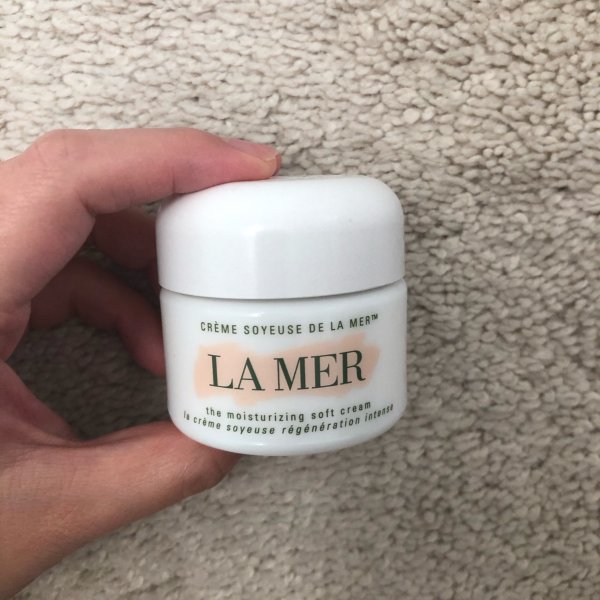 CRÈME SOYEUSE DE LA MER™
LA MER
the moisturizing soft cream
la crème soyeuse régénération intense